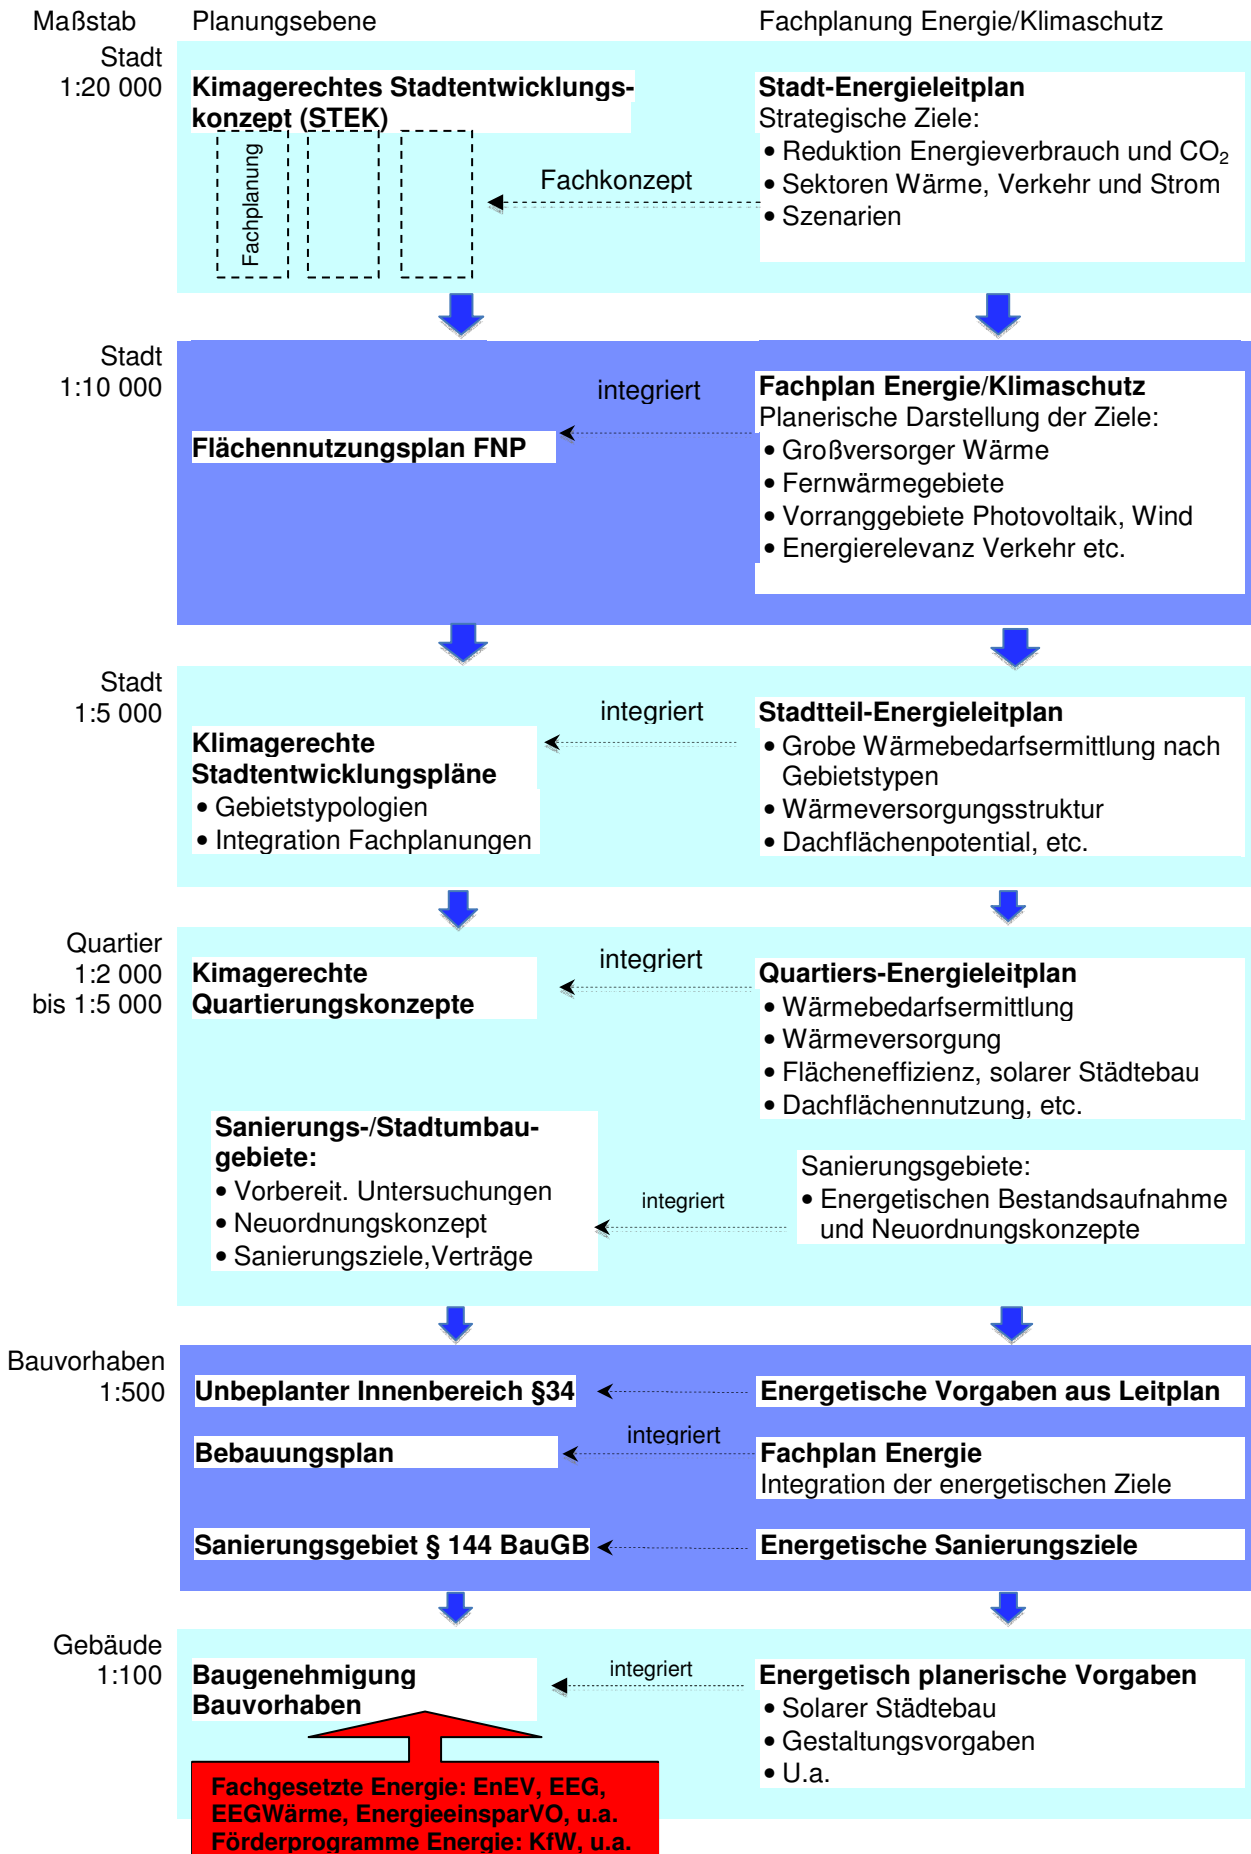 Maßstab Planungsebene Fachplanung Energie/Klimaschutz
Stadt
1:20 000
Kimagerechtes Stadtentwicklungs-
konzept (STEK)
Fachplanung
Fachkonzept
Stadt-Energieleitplan
Strategische Ziele:
• Reduktion Energieverbrauch und CO₂
• Sektoren Wärme, Verkehr und Strom
• Szenarien
Stadt
1:10 000
Flächennutzungsplan FNP
integriert
Fachplan Energie/Klimaschutz
Planerische Darstellung der Ziele:
• Großversorger Wärme
• Fernwärmegebiete
• Vorranggebiete Photovoltaik, Wind
• Energierelevanz Verkehr etc.
Stadt
1:5 000
Klimagerechte
Stadtentwicklungspläne
• Gebietstypologien
• Integration Fachplanungen
integriert
Stadtteil-Energieleitplan
• Grobe Wärmebedarfsermittlung nach
Gebietstypen
• Wärmeversorgungsstruktur
• Dachflächenpotential, etc.
Quartier
1:2 000
bis 1:5 000
Kimagerechte
Quartierungskonzepte
integriert
Quartiers-Energieleitplan
• Wärmebedarfsermittlung
• Wärmeversorgung
• Flächeneffizienz, solarer Städtebau
• Dachflächennutzung, etc.
Sanierungs-/Stadtumbau-
gebiete:
• Vorbereit. Untersuchungen
• Neuordnungskonzept
• Sanierungsziele,Verträge
integriert
Sanierungsgebiete:
• Energetischen Bestandsaufnahme
und Neuordnungskonzepte
Bauvorhaben
1:500
Unbeplanter Innenbereich §34
Energetische Vorgaben aus Leitplan
Bebauungsplan
integriert
Fachplan Energie
Integration der energetischen Ziele
Sanierungsgebiet § 144 BauGB
Energetische Sanierungsziele
Gebäude
1:100
Baugenehmigung
Bauvorhaben
integriert
Energetisch planerische Vorgaben
• Solarer Städtebau
• Gestaltungsvorgaben
• U.a.
Fachgesetzte Energie: EnEV, EEG,
EEGWärme, EnergieeinsparVO, u.a.
Förderprogramme Energie: KfW, u.a.